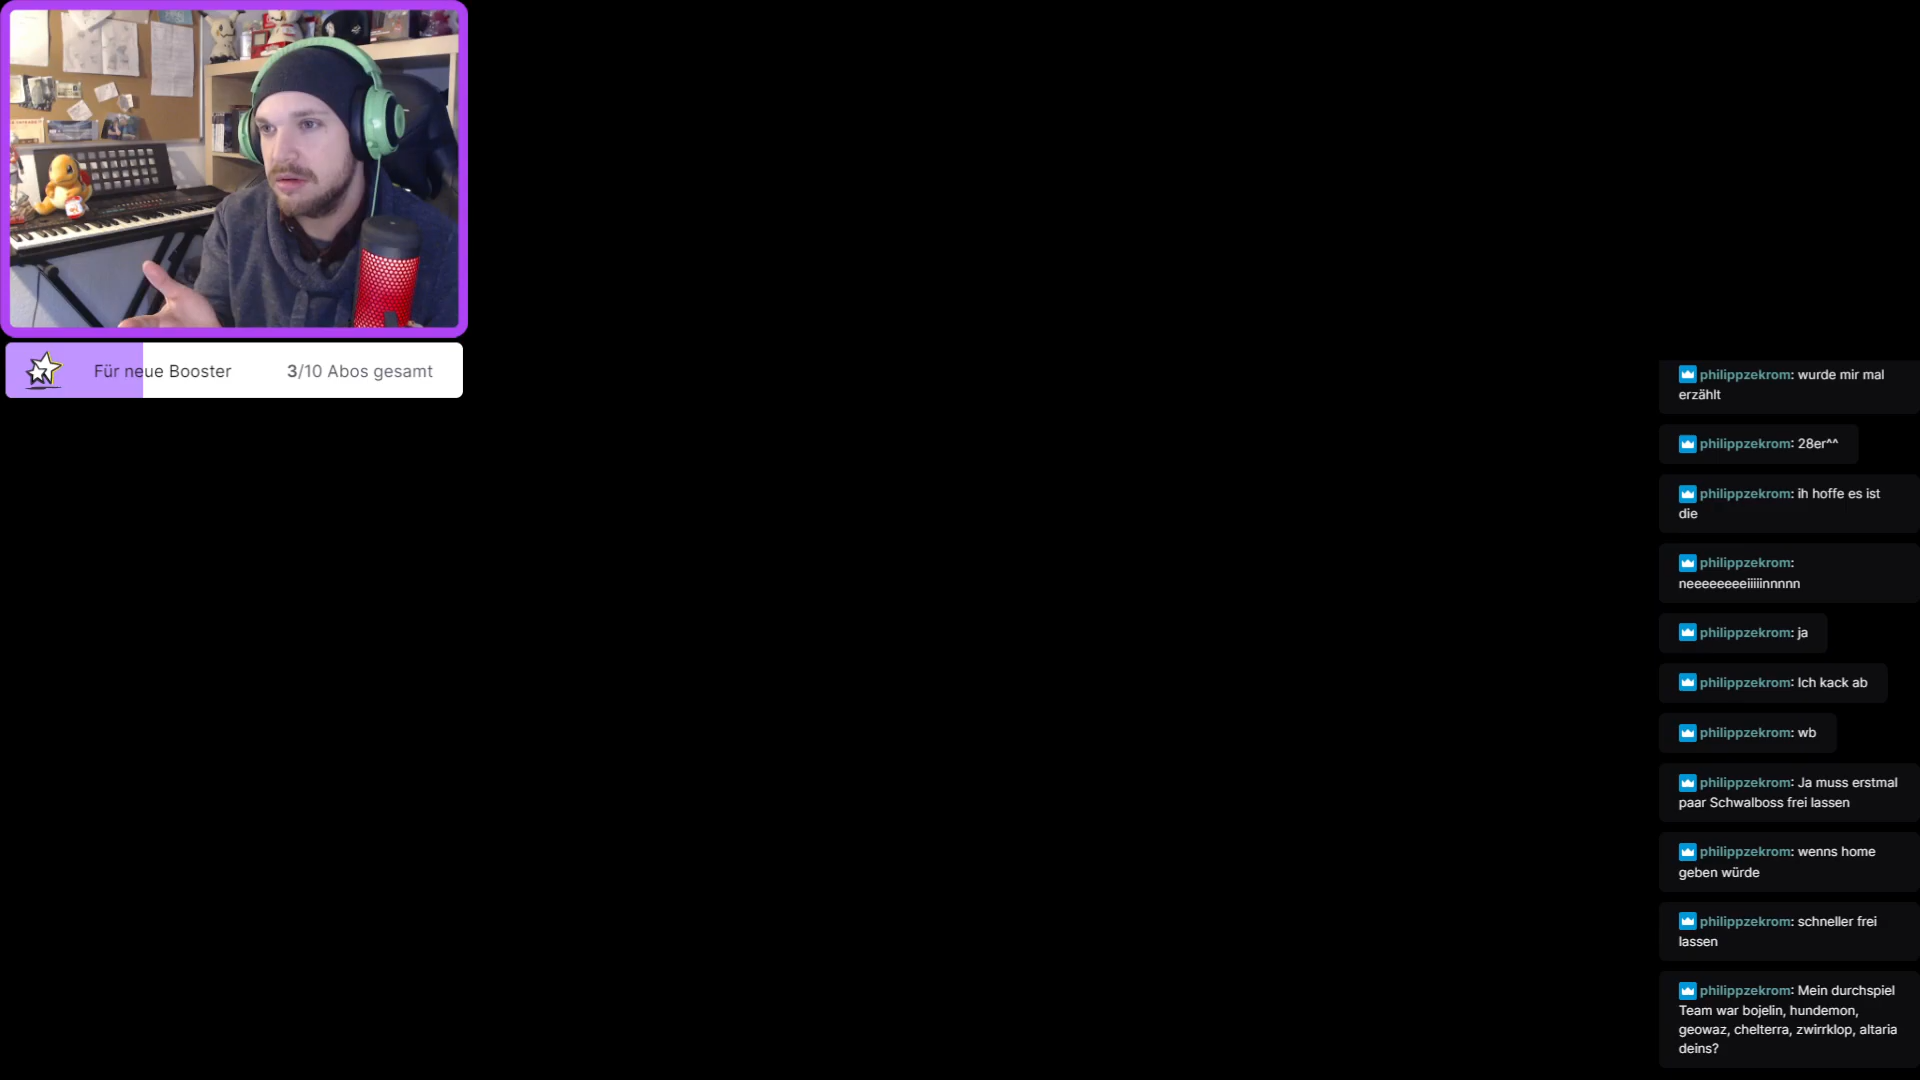 Für neue Booster 3/10 Abos gesamt
philippzekrom: wurde mir mal
erzählt
philippzekrom: 28er^^
philippzekrom: ih hoffe es ist
die
philippzekrom:
neeeeeeeeiiiiinnnnn
philippzekrom: ja
philippzekrom: Ich kack ab
philippzekrom: wb
philippzekrom: Ja muss erstmal
paar Schwalboss frei lassen
philippzekrom: wenns home
geben würde
philippzekrom: schneller frei
lassen
philippzekrom: Mein durchspiel
Team war bojelin, hundemon,
geowaz, chelterra, zwirrklop, altaria
deins?